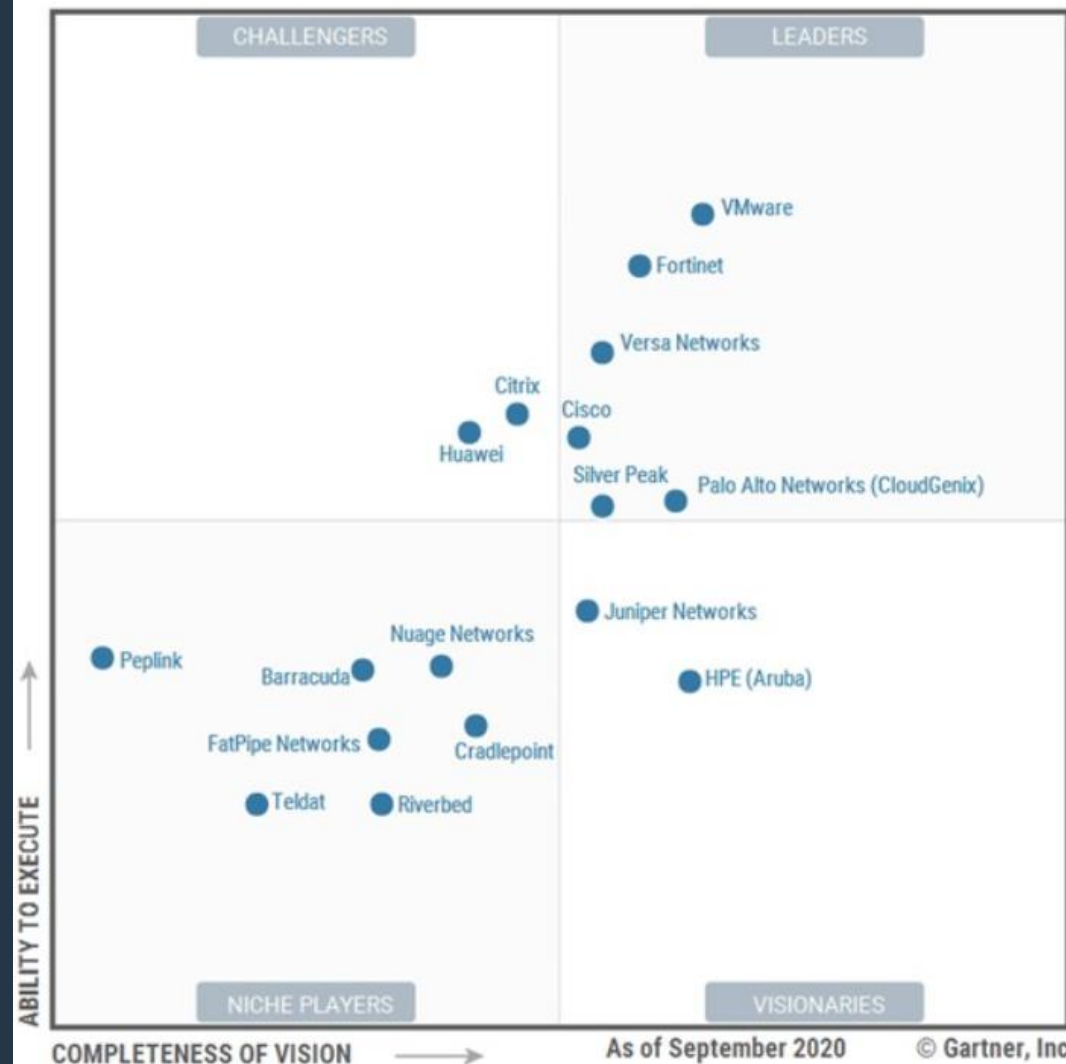 CHALLENGERS
LEADERS
VMware
Fortinet
Versa Networks
Citrix
Cisco
Huawei
Silver Peak
Palo Alto Networks (CloudGenix)
Juniper Networks
Nuage Networks
Peplink
Barracuda
HPE (Aruba)
FatPipe Networks
Cradlepoint
Teldat
Riverbed
ABILITY TO EXECUTE
NICHE PLAYERS
VISIONARIES
COMPLETENESS OF VISION
As of September 2020
© Gartner, Inc